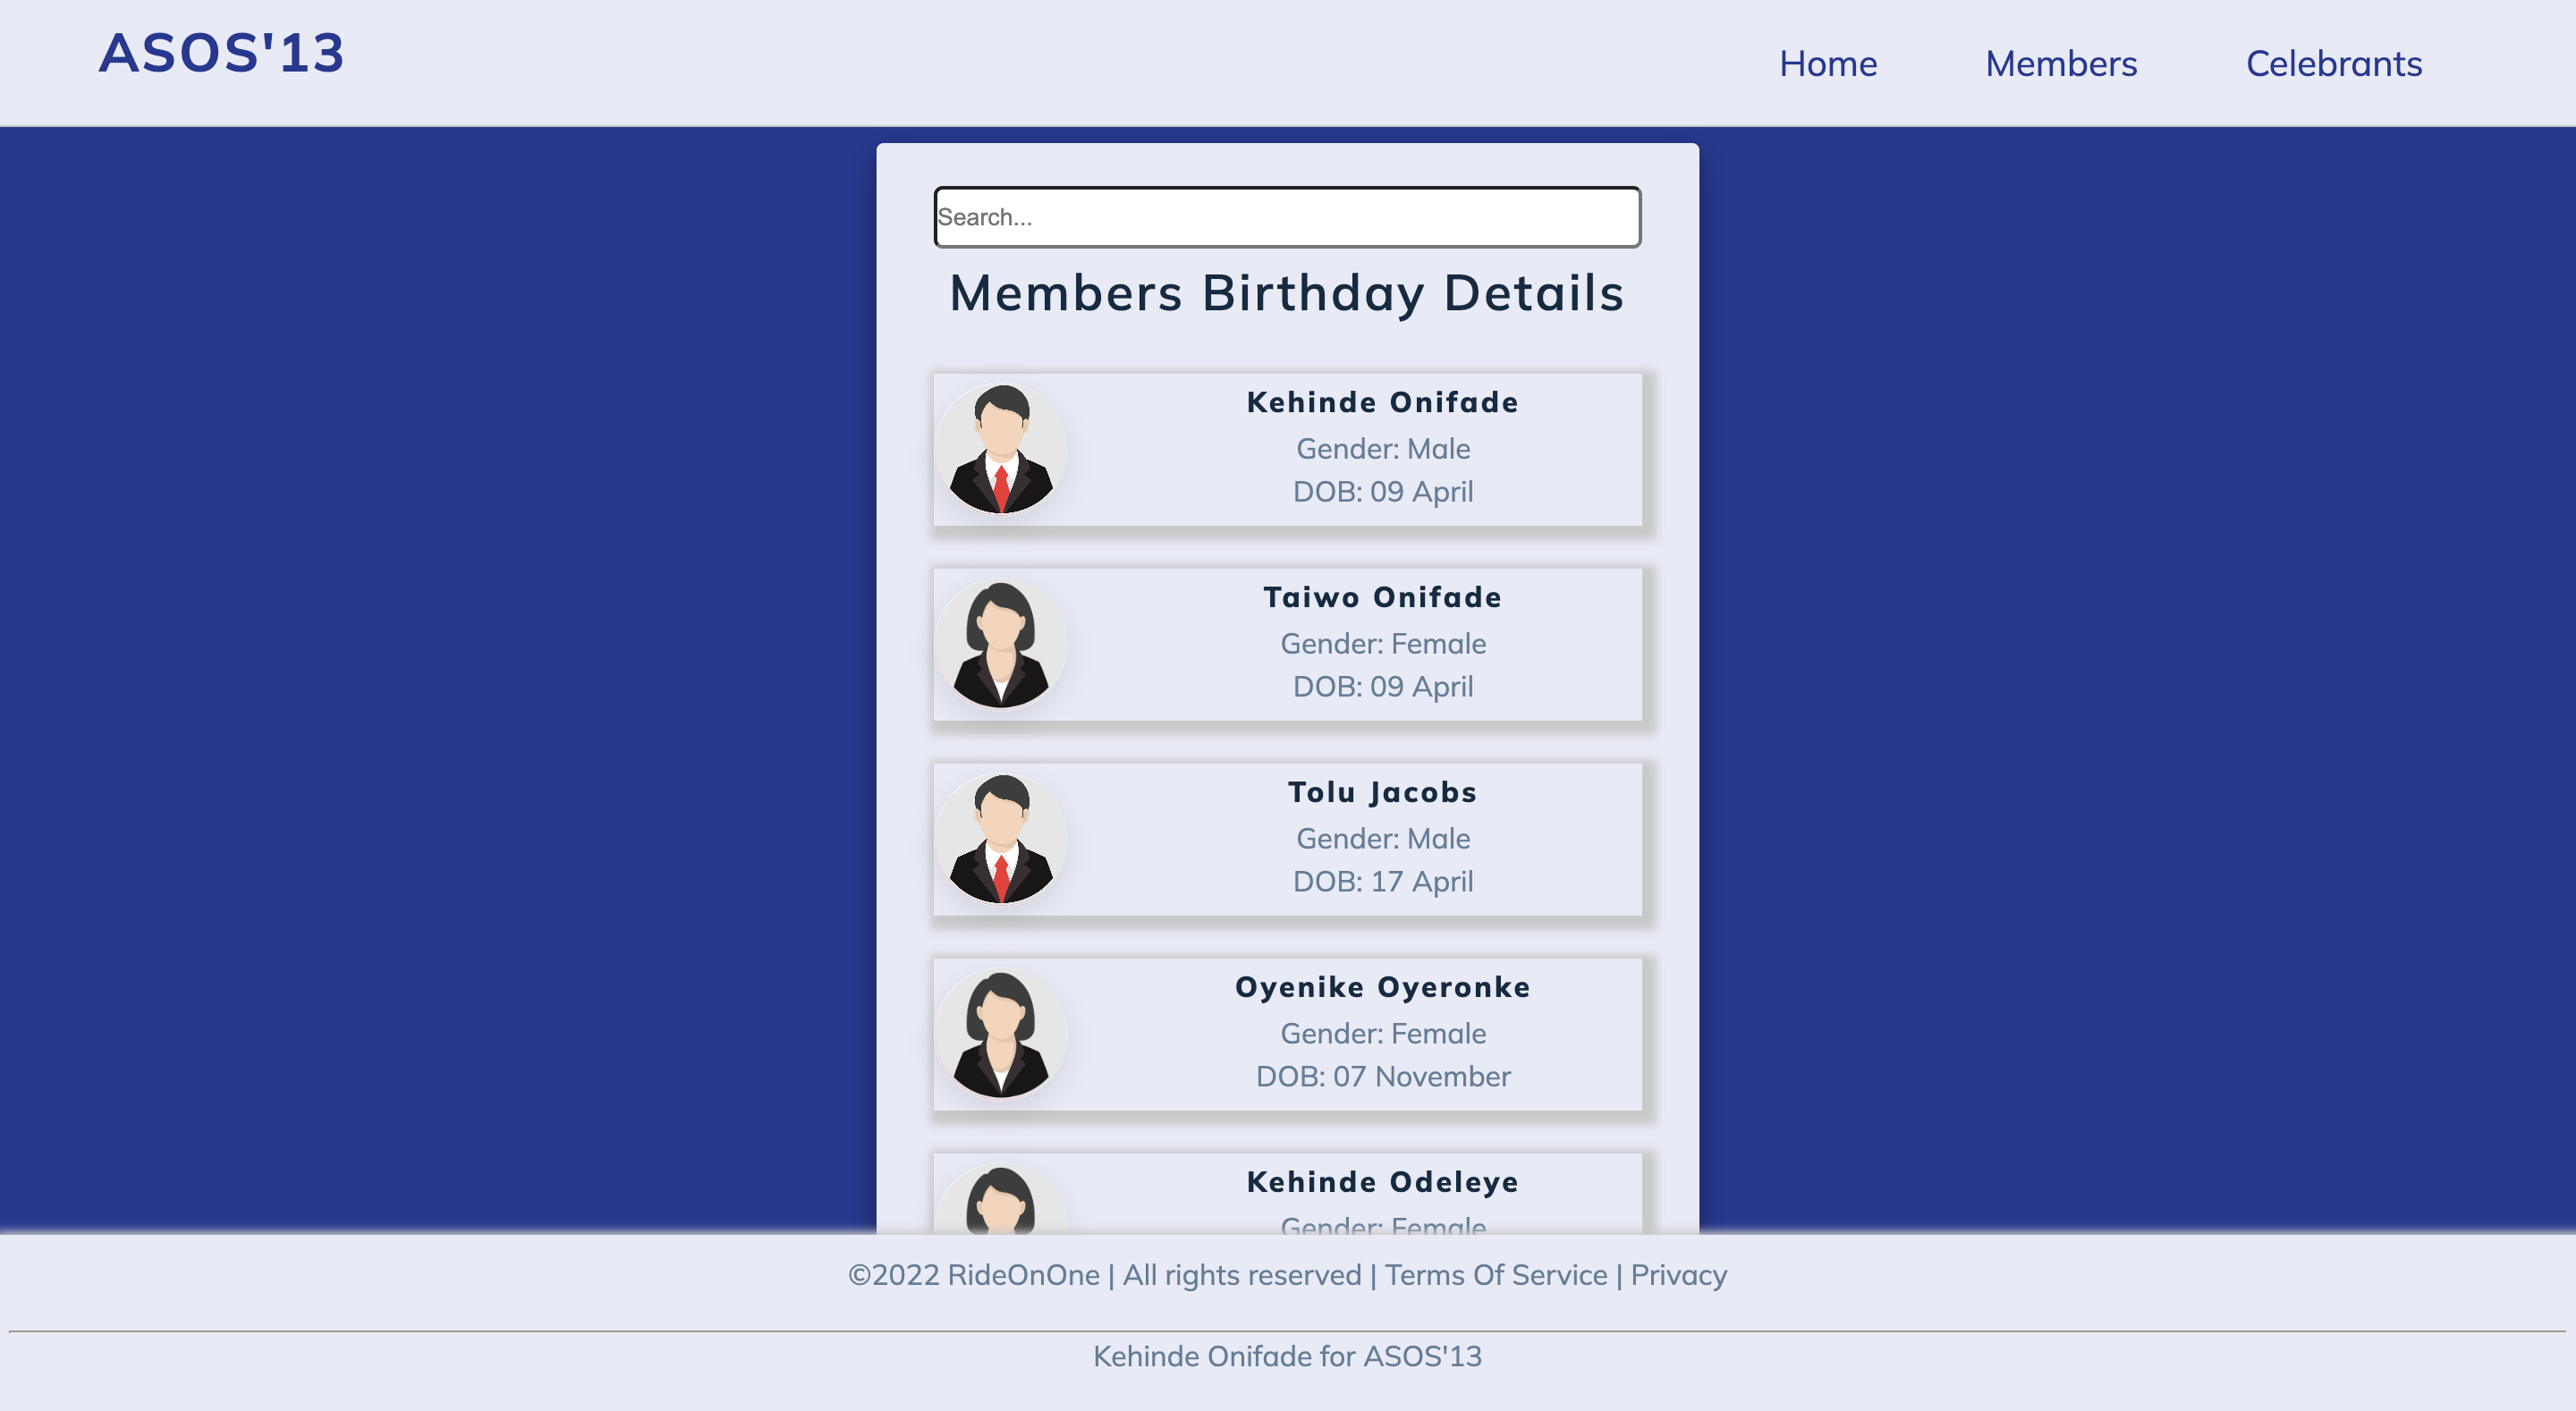 ASOS'13
Home Members Celebrants
Search...
Members Birthday Details
Kehinde Onifade
Gender: Male
DOB: 09 April
Taiwo Onifade
Gender: Female
DOB: 09 April
Tolu Jacobs
Gender: Male
DOB: 17 April
Oyenike Oyeronke
Gender: Female
DOB: 07 November
Kehinde Odeleye
Gender: Female
©2022 RideOnOne | All rights reserved | Terms Of Service | Privacy
Kehinde Onifade for ASOS'13